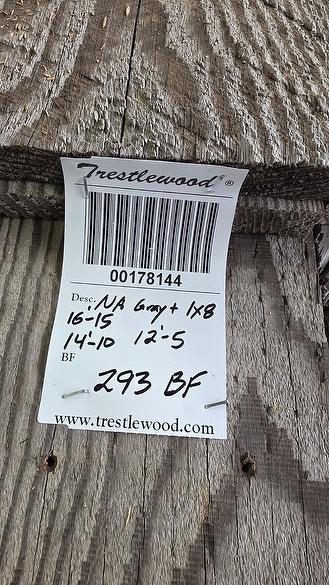 Trestlewood®
00178144
Desc. NA Gray + 1x8
16'-15
14'-10 12'-5
BF
293 BF
www.trestlewood.com